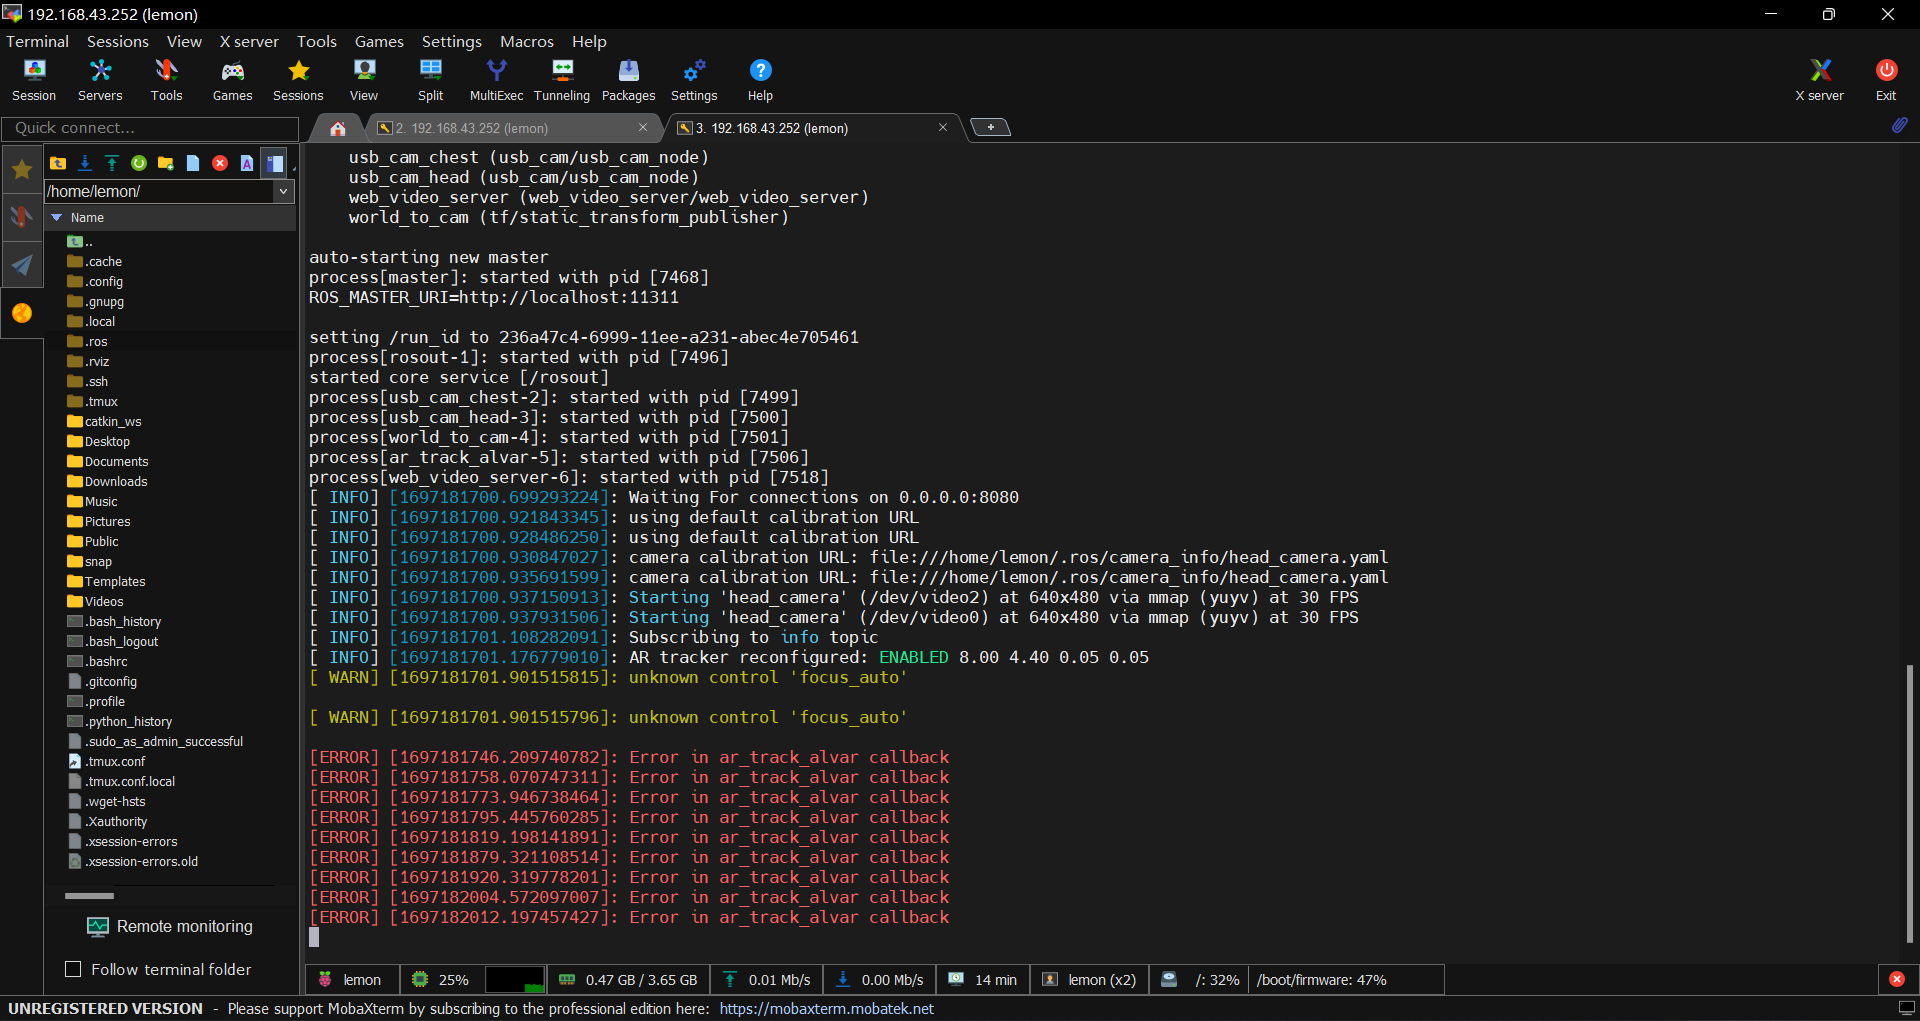 192.168.43.252 (lemon)
Terminal Sessions View X server Tools Games Settings Macros Help
Session Servers Tools Games Sessions View Split MultiExec Tunneling Packages Settings Help X server Exit
Quick connect...
2. 192.168.43.252 (lemon)
3. 192.168.43.252 (lemon)
/home/lemon/
Name
..
.cache
.config
.gnupg
.local
.ros
.rviz
.ssh
.tmux
catkin_ws
Desktop
Documents
Downloads
Music
Pictures
Public
snap
Templates
Videos
.bash_history
.bash_logout
.bashrc
.gitconfig
.profile
.python_history
.sudo_as_admin_successful
.tmux.conf
.tmux.conf.local
.wget-hsts
.Xauthority
.xsession-errors
.xsession-errors.old
Remote monitoring
Follow terminal folder
usb_cam_chest (usb_cam/usb_cam_node)
usb_cam_head (usb_cam/usb_cam_node)
web_video_server (web_video_server/web_video_server)
world_to_cam (tf/static_transform_publisher)
auto-starting new master
process[master]: started with pid [7468]
ROS_MASTER_URI=http://localhost:11311
setting /run_id to 236a47c4-6999-11ee-a231-abec4e705461
process[rosout-1]: started with pid [7496]
started core service [/rosout]
process[usb_cam_chest-2]: started with pid [7499]
process[usb_cam_head-3]: started with pid [7500]
process[world_to_cam-4]: started with pid [7501]
process[ar_track_alvar-5]: started with pid [7506]
process[web_video_server-6]: started with pid [7518]
[ INFO] [1697181700.699293224]: Waiting For connections on 0.0.0.0:8080
[ INFO] [1697181700.921843345]: using default calibration URL
[ INFO] [1697181700.928486250]: using default calibration URL
[ INFO] [1697181700.930847027]: camera calibration URL: file:///home/lemon/.ros/camera_info/head_camera.yaml
[ INFO] [1697181700.935691599]: camera calibration URL: file:///home/lemon/.ros/camera_info/head_camera.yaml
[ INFO] [1697181700.937150913]: Starting 'head_camera' (/dev/video2) at 640x480 via mmap (yuyv) at 30 FPS
[ INFO] [1697181700.937931506]: Starting 'head_camera' (/dev/video0) at 640x480 via mmap (yuyv) at 30 FPS
[ INFO] [1697181701.108282091]: Subscribing to info topic
[ INFO] [1697181701.176779010]: AR tracker reconfigured: ENABLED 8.00 4.40 0.05 0.05
[ WARN] [1697181701.901515815]: unknown control 'focus_auto'
[ WARN] [1697181701.901515796]: unknown control 'focus_auto'
[ERROR] [1697181746.209740782]: Error in ar_track_alvar callback
[ERROR] [1697181758.070747311]: Error in ar_track_alvar callback
[ERROR] [1697181773.946738464]: Error in ar_track_alvar callback
[ERROR] [1697181795.445760285]: Error in ar_track_alvar callback
[ERROR] [1697181819.198141891]: Error in ar_track_alvar callback
[ERROR] [1697181879.321108514]: Error in ar_track_alvar callback
[ERROR] [1697181920.319778201]: Error in ar_track_alvar callback
[ERROR] [1697182004.572097007]: Error in ar_track_alvar callback
[ERROR] [1697182012.197457427]: Error in ar_track_alvar callback
lemon 25% 0.47 GB / 3.65 GB 0.01 Mb/s 0.00 Mb/s 14 min lemon (x2) /: 32% /boot/firmware: 47%
UNREGISTERED VERSION - Please support MobaXterm by subscribing to the professional edition here: https://mobaxterm.mobatek.net